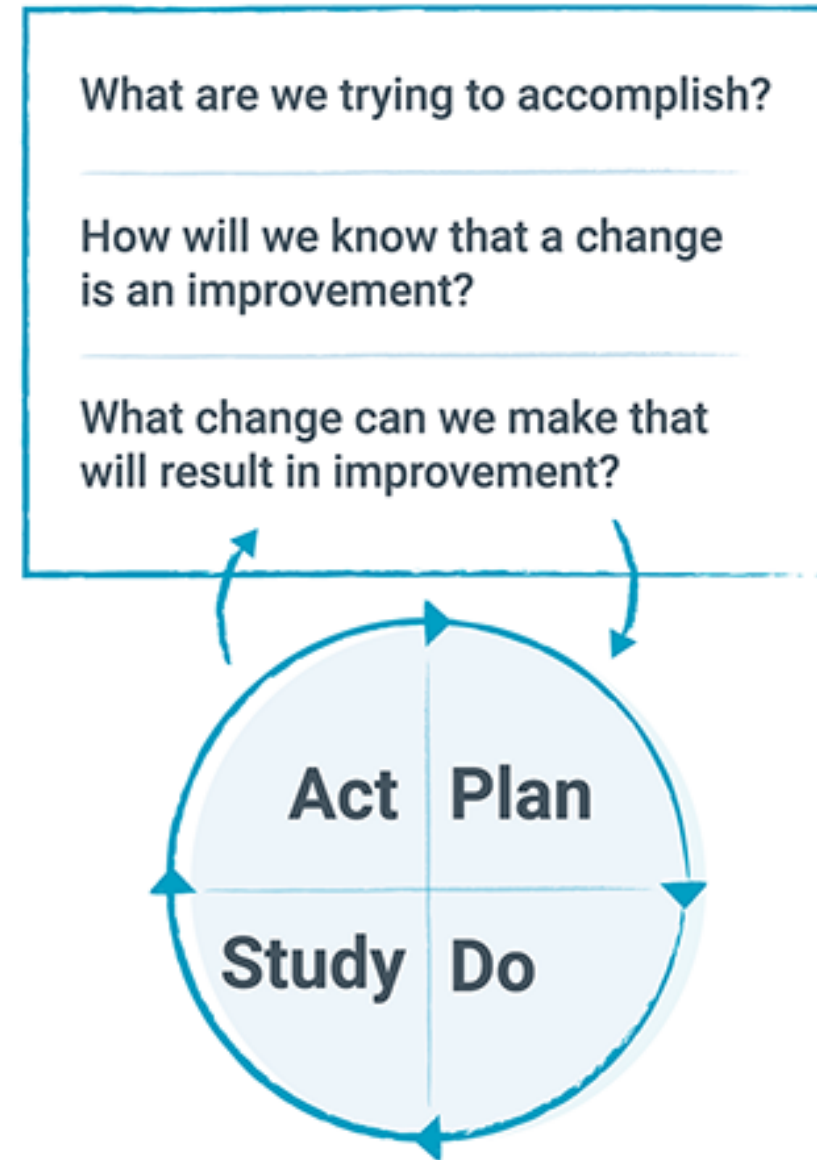 What are we trying to accomplish?
How will we know that a change
is an improvement?
What change can we make that
will result in improvement?
Act Plan
Study Do